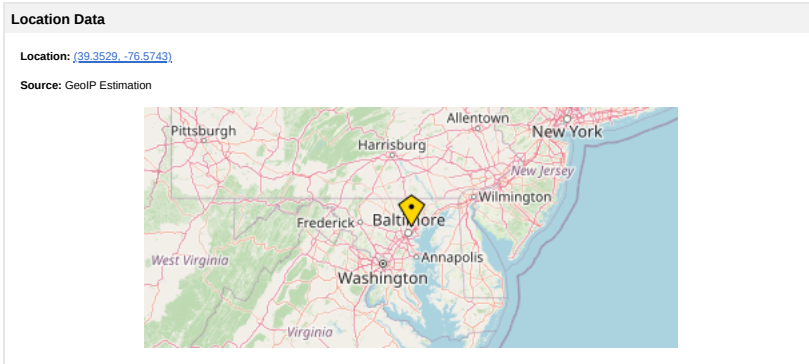 Location Data
Location: (39.3529, -76.5743)
Source: GeoIP Estimation
Allentown
Pittsburgh
New York
Harrisburg
New Jersey
Wilmington
Frederick
Baltimore
West Virginia
Annapolis
Washington
Virginia